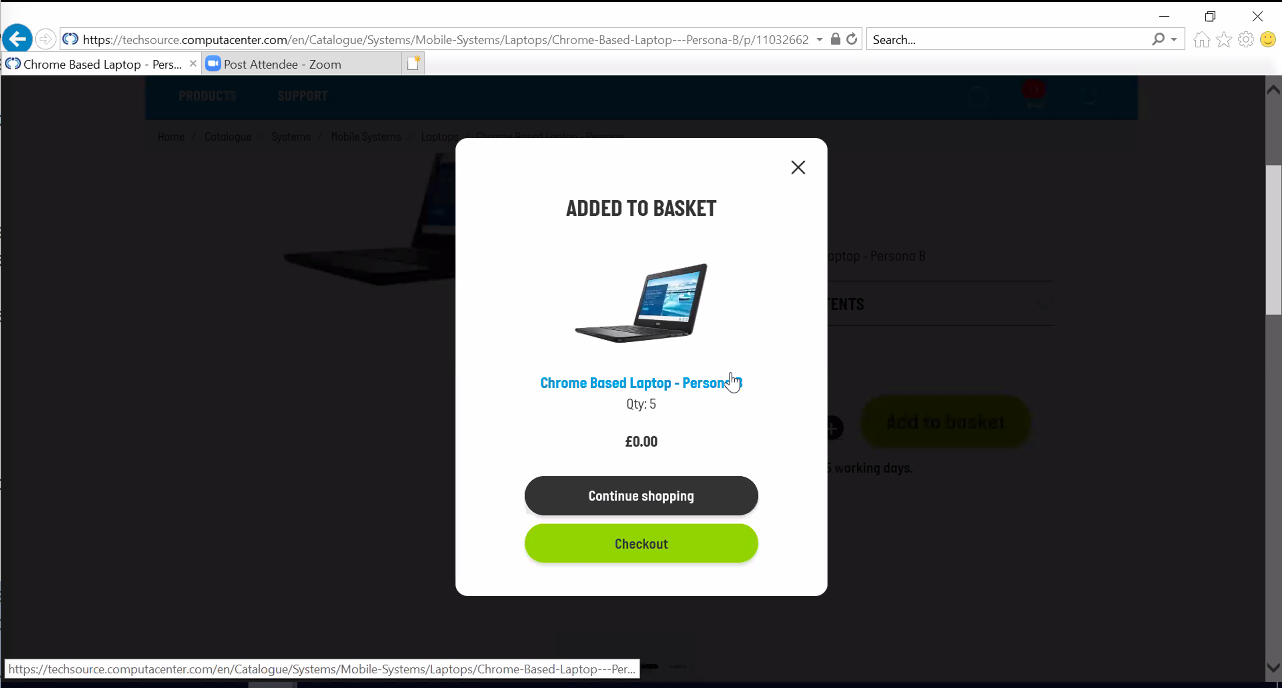 https://techsource.computacenter.com/en/Catalogue/Systems/Mobile-Systems/Laptops/Chrome-Based-Laptop---Persona-B/p/11032662
Search...
Chrome Based Laptop - Pers...
Post Attendee - Zoom
PRODUCTS
SUPPORT
Home / Catalogue / Systems / Mobile Systems / Laptops / Chrome Based Laptop - Persona
ADDED TO BASKET
aptop - Persona B
TENTS
Chrome Based Laptop - Person B
Qty: 5
£0.00
Add to basket
5 working days.
Continue shopping
Checkout
https://techsource.computacenter.com/en/Catalogue/Systems/Mobile-Systems/Laptops/Chrome-Based-Laptop---Per...